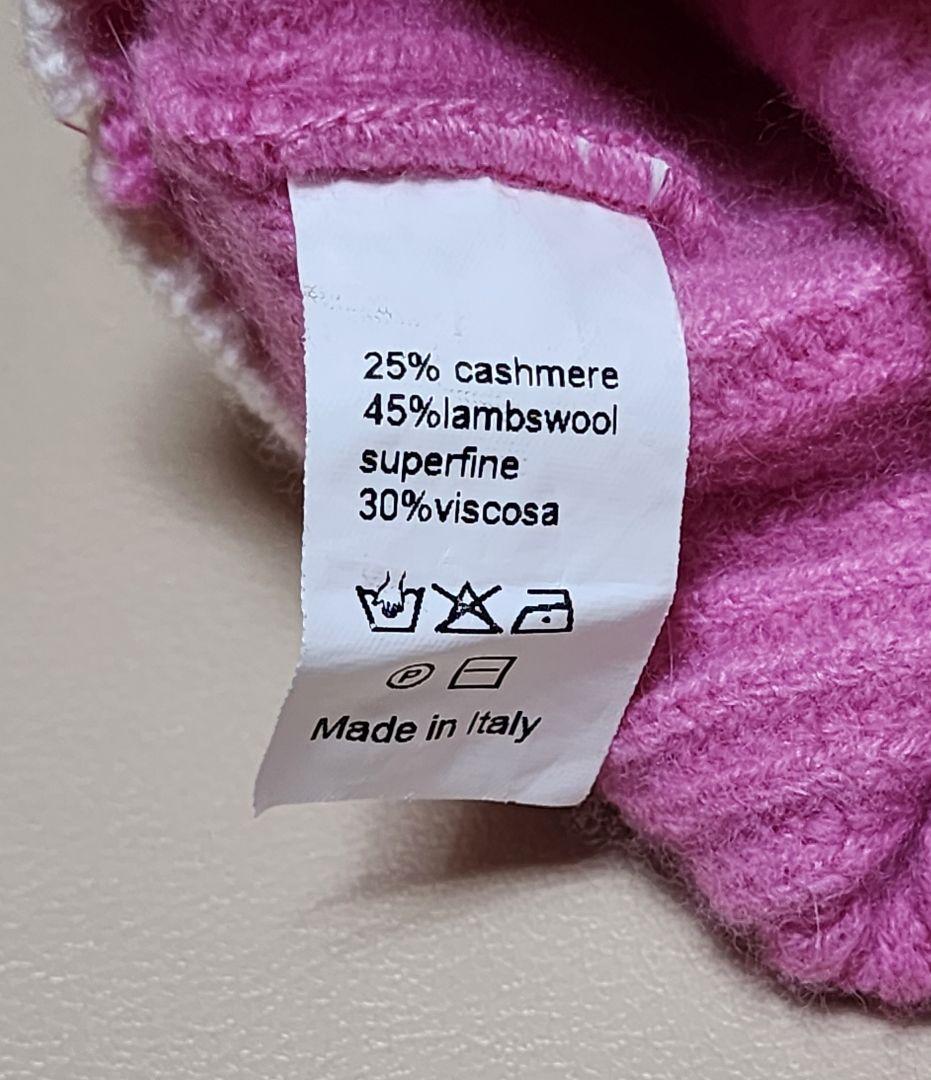 25% cashmere
45%lambswool
superfine
30%viscosa
P
Made in Italy